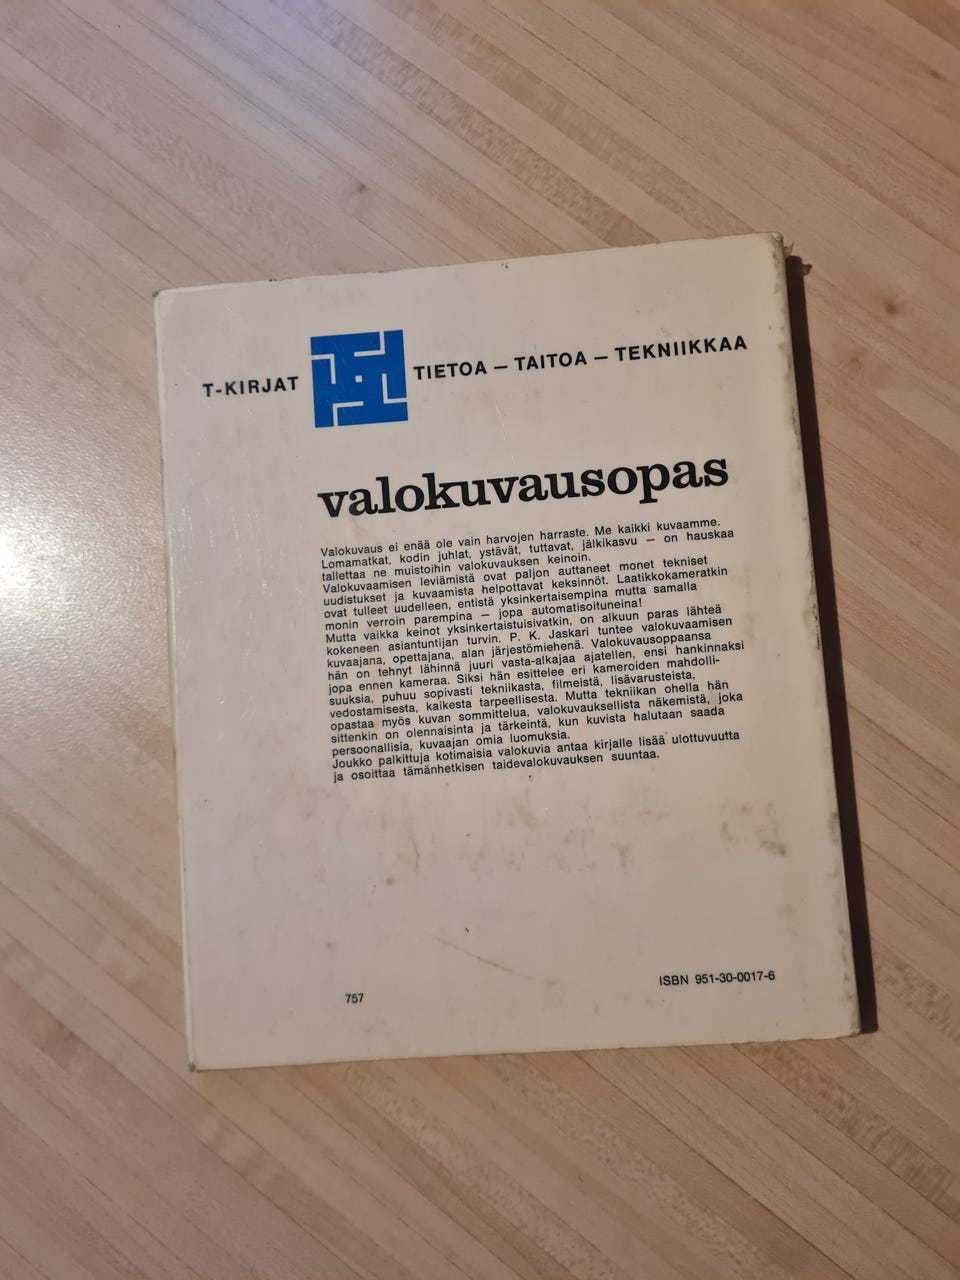 T-KIRJAT TIETOA – TAITOA – TEKNIIKKAA
valokuvausopas
Valokuvaus ei enää ole vain harvojen harraste. Me kaikki kuvaamme.
Lomamatkat, kodin juhlat, ystävät, tuttavat, jälkikasvu — on hauskaa
tallettaa ne muistoihin valokuvauksen keinoin.
Valokuvaamisen leviämistä ovat paljon auttaneet monet tekniset
uudistukset ja kuvaamista helpottavat keksinnöt. Laatikkokameratkin
ovat tulleet uudelleen, entistä yksinkertaisempina mutta samalla
monin verroin parempina — jopa automatisoituneina!
Mutta vaikka keinot yksinkertaistuisivatkin, on alkuun paras lähteä
kokeneen asiantuntijan turvin. P. K. Jaskari tuntee valokuvaamisen
kuvaajana, opettajana, alan järjestömiehenä. Valokuvausoppaansa
hän on tehnyt lähinnä juuri vasta-alkajaa ajatellen, ensi hankinnaksi
jopa ennen kameraa. Siksi hän esittelee eri kameroiden mahdolli-
suuksia, puhuu sopivasti tekniikasta, filmeistä, lisävarusteista,
vedostamisesta, kaikesta tarpeellisesta. Mutta tekniikan ohella hän
opastaa myös kuvan sommittelua, valokuvauksellista näkemistä, joka
sittenkin on olennaisinta ja tärkeintä, kun kuvista halutaan saada
persoonallisia, kuvaajan omia luomuksia.
Joukko palkittuja kotimaisia valokuvia antaa kirjalle lisää ulottuvuutta
ja osoittaa tämänhetkisen taidevalokuvauksen suuntaa.
757
ISBN 951-30-0017-6